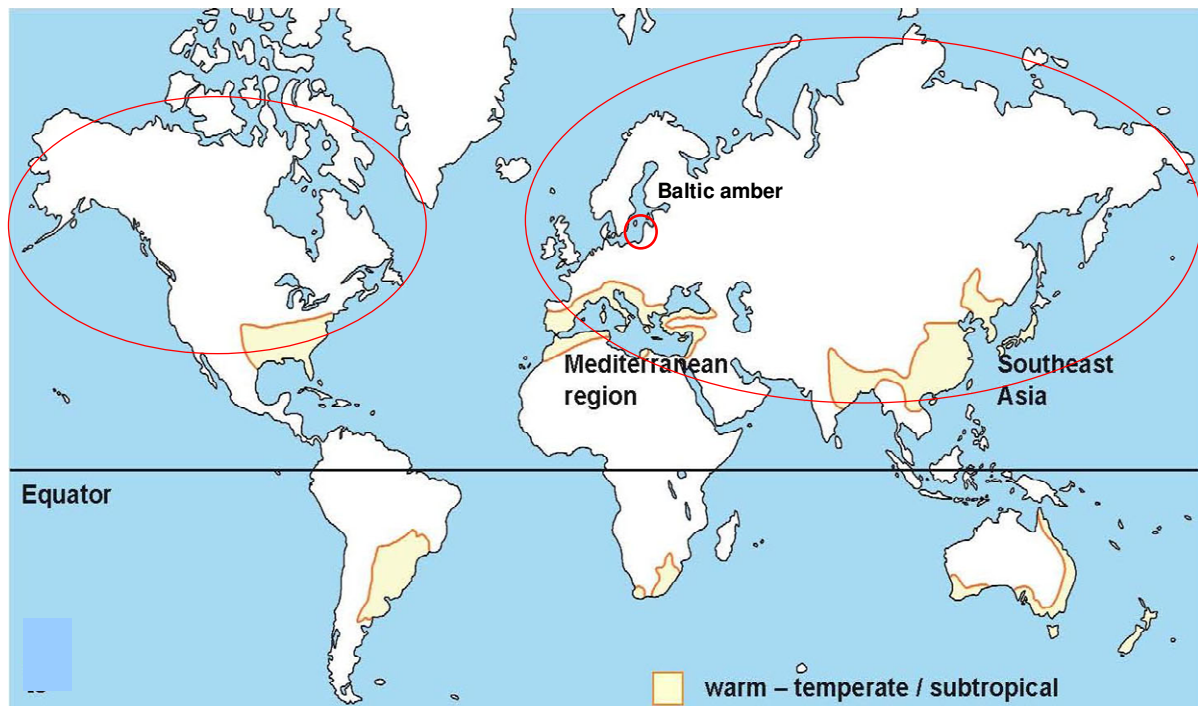 Baltic amber
Mediterranean
region
Southeast
Asia
Equator
warm – temperate / subtropical